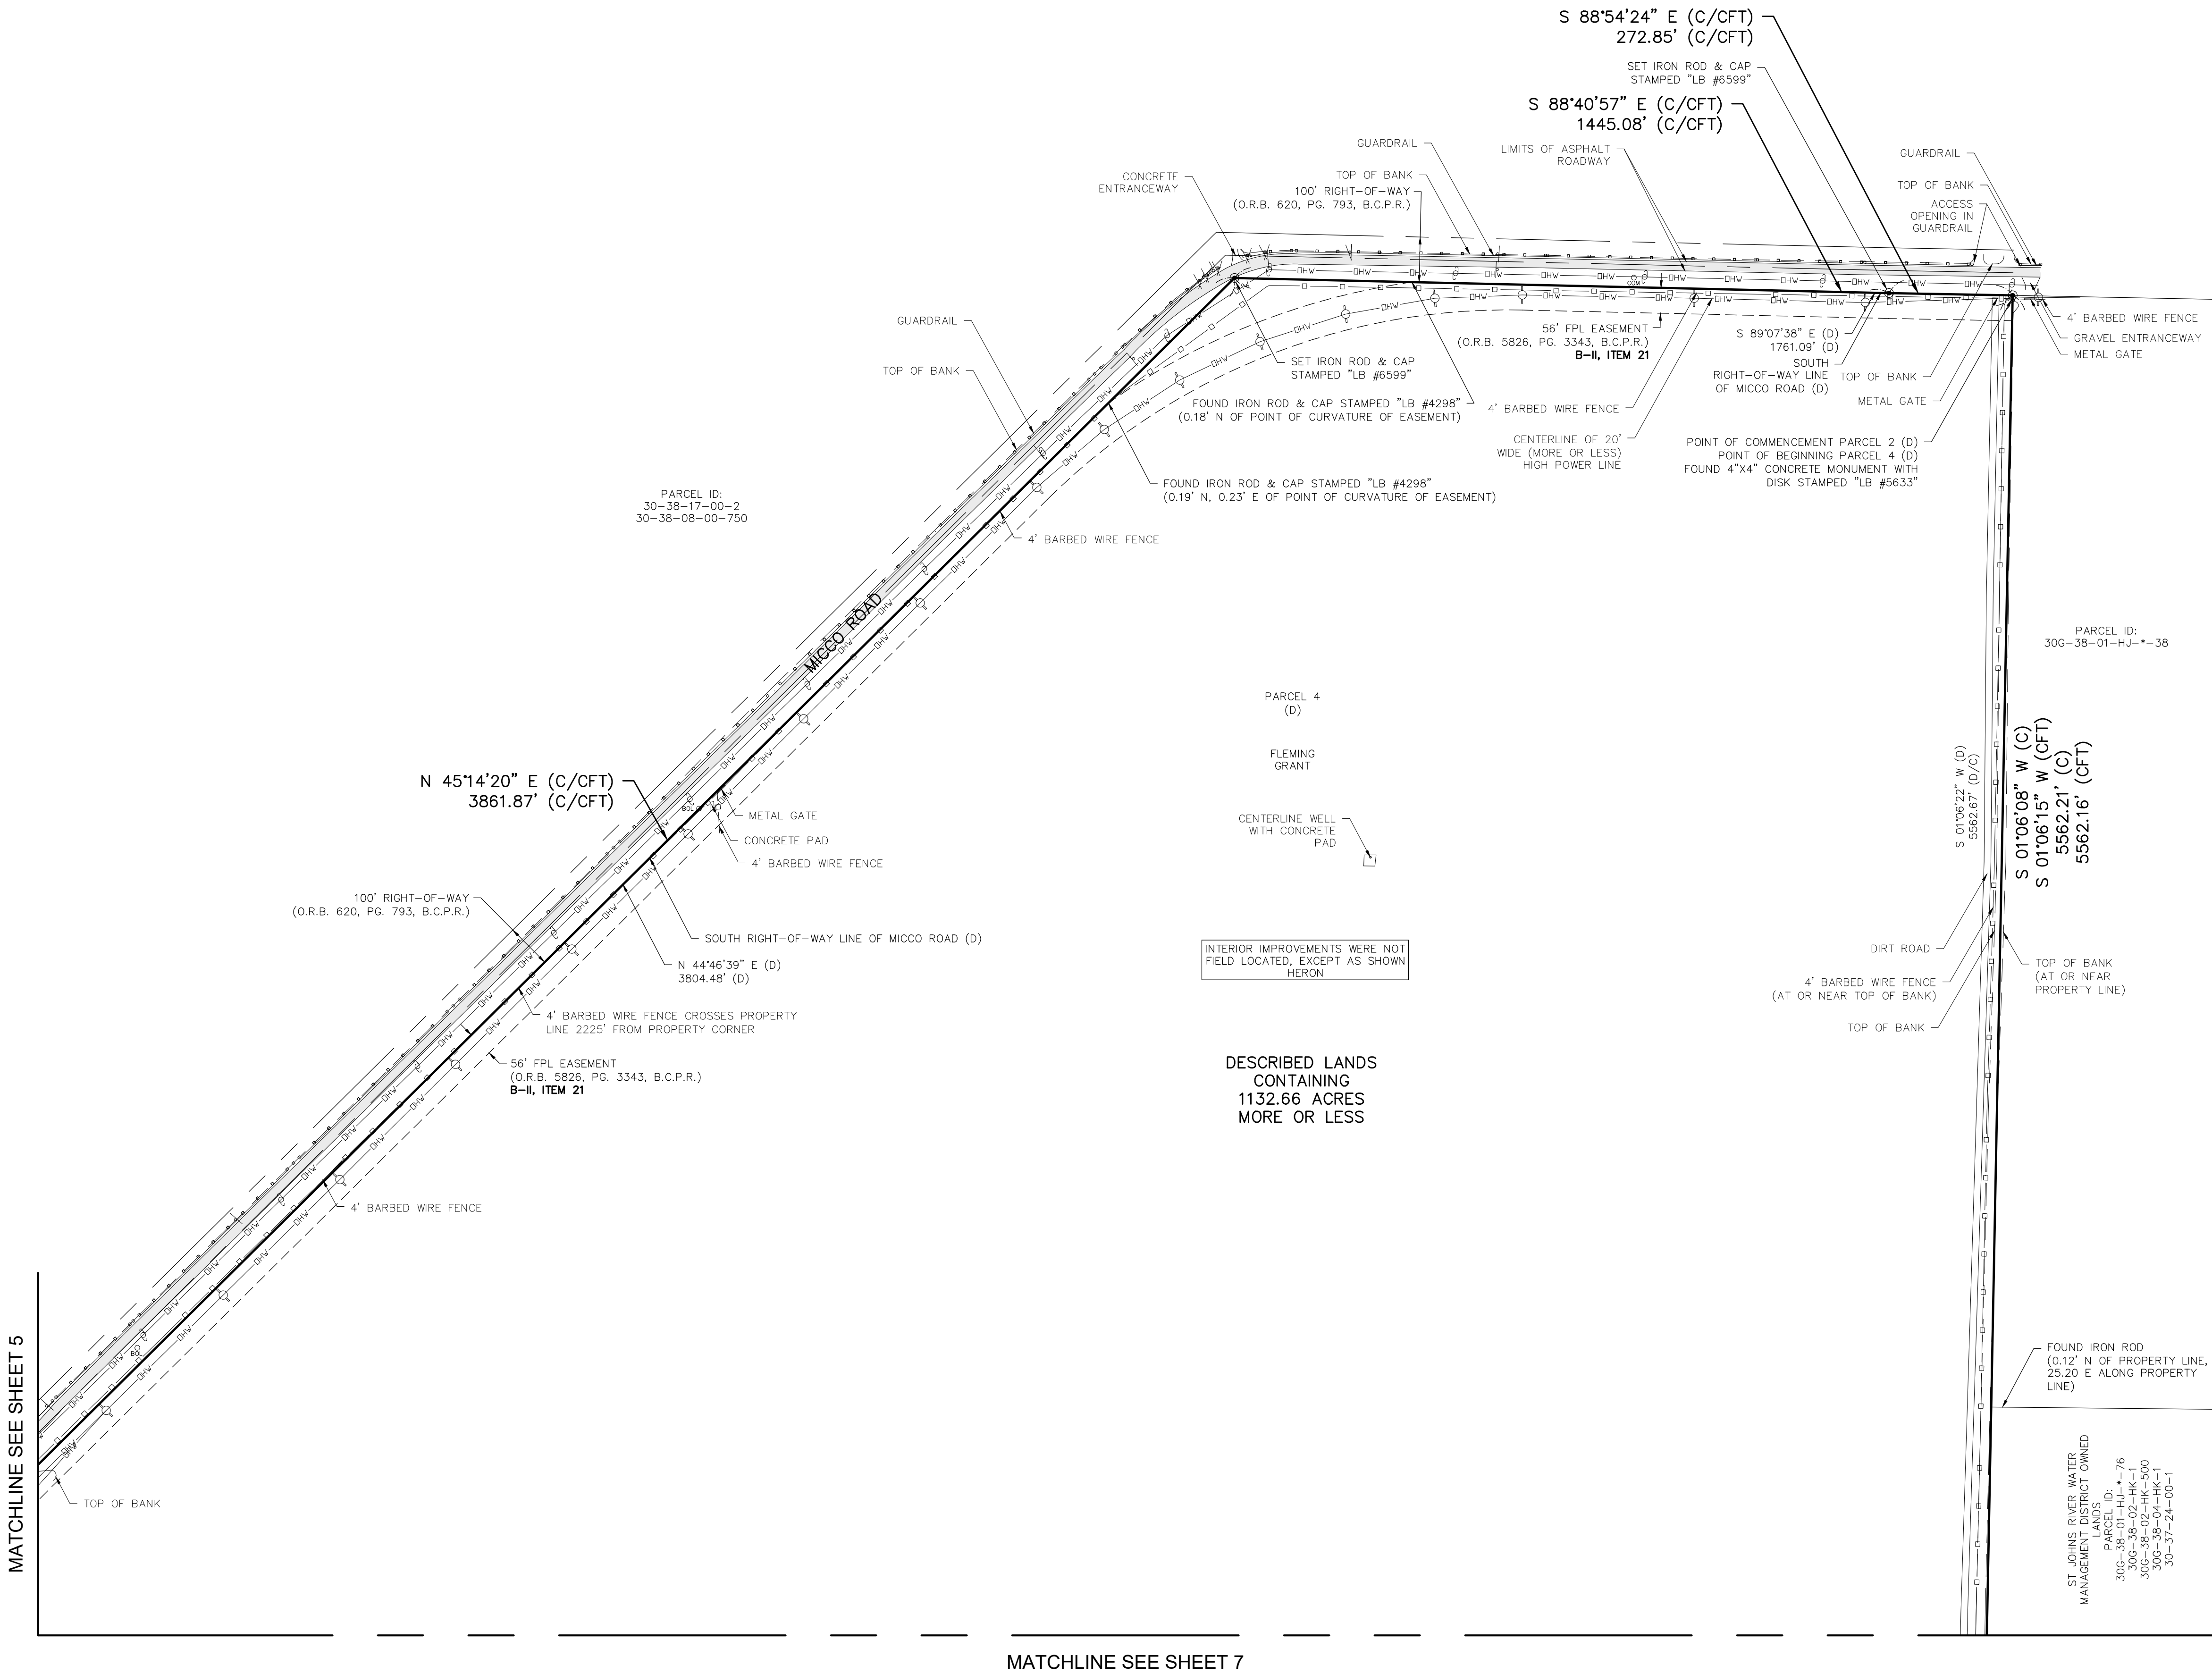 S 88°54'24" E (C/CFT)
272.85' (C/CFT)
SET IRON ROD & CAP
STAMPED "LB #6599"
S 88°40'57" E (C/CFT)
1445.08' (C/CFT)
GUARDRAIL
LIMITS OF ASPHALT
ROADWAY
GUARDRAIL
CONCRETE
ENTRANCEWAY
TOP OF BANK
100' RIGHT-OF-WAY
(O.R.B. 620, PG. 793, B.C.P.R.)
TOP OF BANK
ACCESS
OPENING IN
GUARDRAIL
GUARDRAIL
TOP OF BANK
56' FPL EASEMENT
(O.R.B. 5826, PG. 3343, B.C.P.R.)
B-II, ITEM 21
S 89°07'38" E (D)
1761.09' (D)
SOUTH
RIGHT-OF-WAY LINE
OF MICCO ROAD (D)
TOP OF BANK
METAL GATE
4' BARBED WIRE FENCE
GRAVEL ENTRANCEWAY
METAL GATE
SET IRON ROD & CAP
STAMPED "LB #6599"
FOUND IRON ROD & CAP STAMPED "LB #4298"
(0.18' N OF POINT OF CURVATURE OF EASEMENT)
4' BARBED WIRE FENCE
CENTERLINE OF 20'
WIDE (MORE OR LESS)
HIGH POWER LINE
POINT OF COMMENCEMENT PARCEL 2 (D)
POINT OF BEGINNING PARCEL 4 (D)
FOUND 4"X4" CONCRETE MONUMENT WITH
DISK STAMPED "LB #5633"
FOUND IRON ROD & CAP STAMPED "LB #4298"
(0.19' N, 0.23' E OF POINT OF CURVATURE OF EASEMENT)
PARCEL ID:
30-38-17-00-2
30-38-08-00-750
4' BARBED WIRE FENCE
MICCO ROAD
PARCEL ID:
30G-38-01-HJ-*-38
PARCEL 4
(D)
FLEMING
GRANT
N 45°14'20" E (C/CFT)
3861.87' (C/CFT)
METAL GATE
CONCRETE PAD
4' BARBED WIRE FENCE
CENTERLINE WELL
WITH CONCRETE
PAD
S 01°06'22" W (D)
5562.67' (D/C)
S 01°06'08" W (C)
S 01°06'15" W (CFT)
5562.21' (C)
5562.16' (CFT)
100' RIGHT-OF-WAY
(O.R.B. 620, PG. 793, B.C.P.R.)
SOUTH RIGHT-OF-WAY LINE OF MICCO ROAD (D)
N 44°46'39" E (D)
3804.48' (D)
INTERIOR IMPROVEMENTS WERE NOT
FIELD LOCATED, EXCEPT AS SHOWN
HERON
DIRT ROAD
4' BARBED WIRE FENCE
(AT OR NEAR TOP OF BANK)
TOP OF BANK
TOP OF BANK
(AT OR NEAR
PROPERTY LINE)
4' BARBED WIRE FENCE CROSSES PROPERTY
LINE 2225' FROM PROPERTY CORNER
56' FPL EASEMENT
(O.R.B. 5826, PG. 3343, B.C.P.R.)
B-II, ITEM 21
DESCRIBED LANDS
CONTAINING
1132.66 ACRES
MORE OR LESS
4' BARBED WIRE FENCE
FOUND IRON ROD
(0.12' N OF PROPERTY LINE,
25.20 E ALONG PROPERTY
LINE)
MATCHLINE SEE SHEET 5
TOP OF BANK
ST JOHNS RIVER WATER
MANAGEMENT DISTRICT OWNED
LANDS
PARCEL ID:
30G-38-01-HJ-*-76
30G-38-02-HK-1
30G-38-02-HK-500
30G-38-04-HK-1
30-37-24-00-1
MATCHLINE SEE SHEET 7